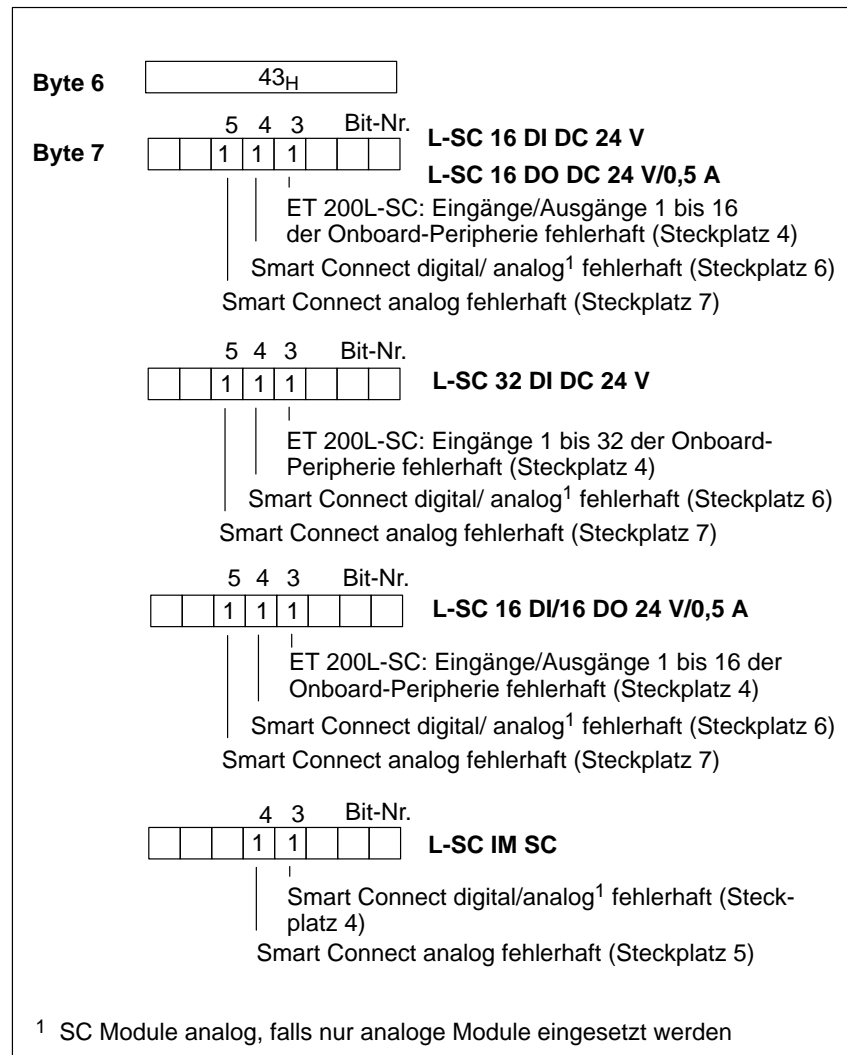 Byte 6
43H
5 4 3 Bit-Nr.
Byte 7
1 1 1
L-SC 16 DI DC 24 V
L-SC 16 DO DC 24 V/0,5 A
ET 200L-SC: Eingänge/Ausgänge 1 bis 16
der Onboard-Peripherie fehlerhaft (Steckplatz 4)
Smart Connect digital/ analog1 fehlerhaft (Steckplatz 6)
Smart Connect analog fehlerhaft (Steckplatz 7)
5 4 3 Bit-Nr.
1 1 1 L-SC 32 DI DC 24 V
ET 200L-SC: Eingänge 1 bis 32 der Onboard-
Peripherie fehlerhaft (Steckplatz 4)
Smart Connect digital/ analog1 fehlerhaft (Steckplatz 6)
Smart Connect analog fehlerhaft (Steckplatz 7)
5 4 3 Bit-Nr.
1 1 1 L-SC 16 DI/16 DO 24 V/0,5 A
ET 200L-SC: Eingänge/Ausgänge 1 bis 16 der
Onboard-Peripherie fehlerhaft (Steckplatz 4)
Smart Connect digital/ analog1 fehlerhaft (Steckplatz 6)
Smart Connect analog fehlerhaft (Steckplatz 7)
4 3 Bit-Nr.
1 1 L-SC IM SC
Smart Connect digital/analog1 fehlerhaft (Steck-
platz 4)
Smart Connect analog fehlerhaft (Steckplatz 5)
1 SC Module analog, falls nur analoge Module eingesetzt werden